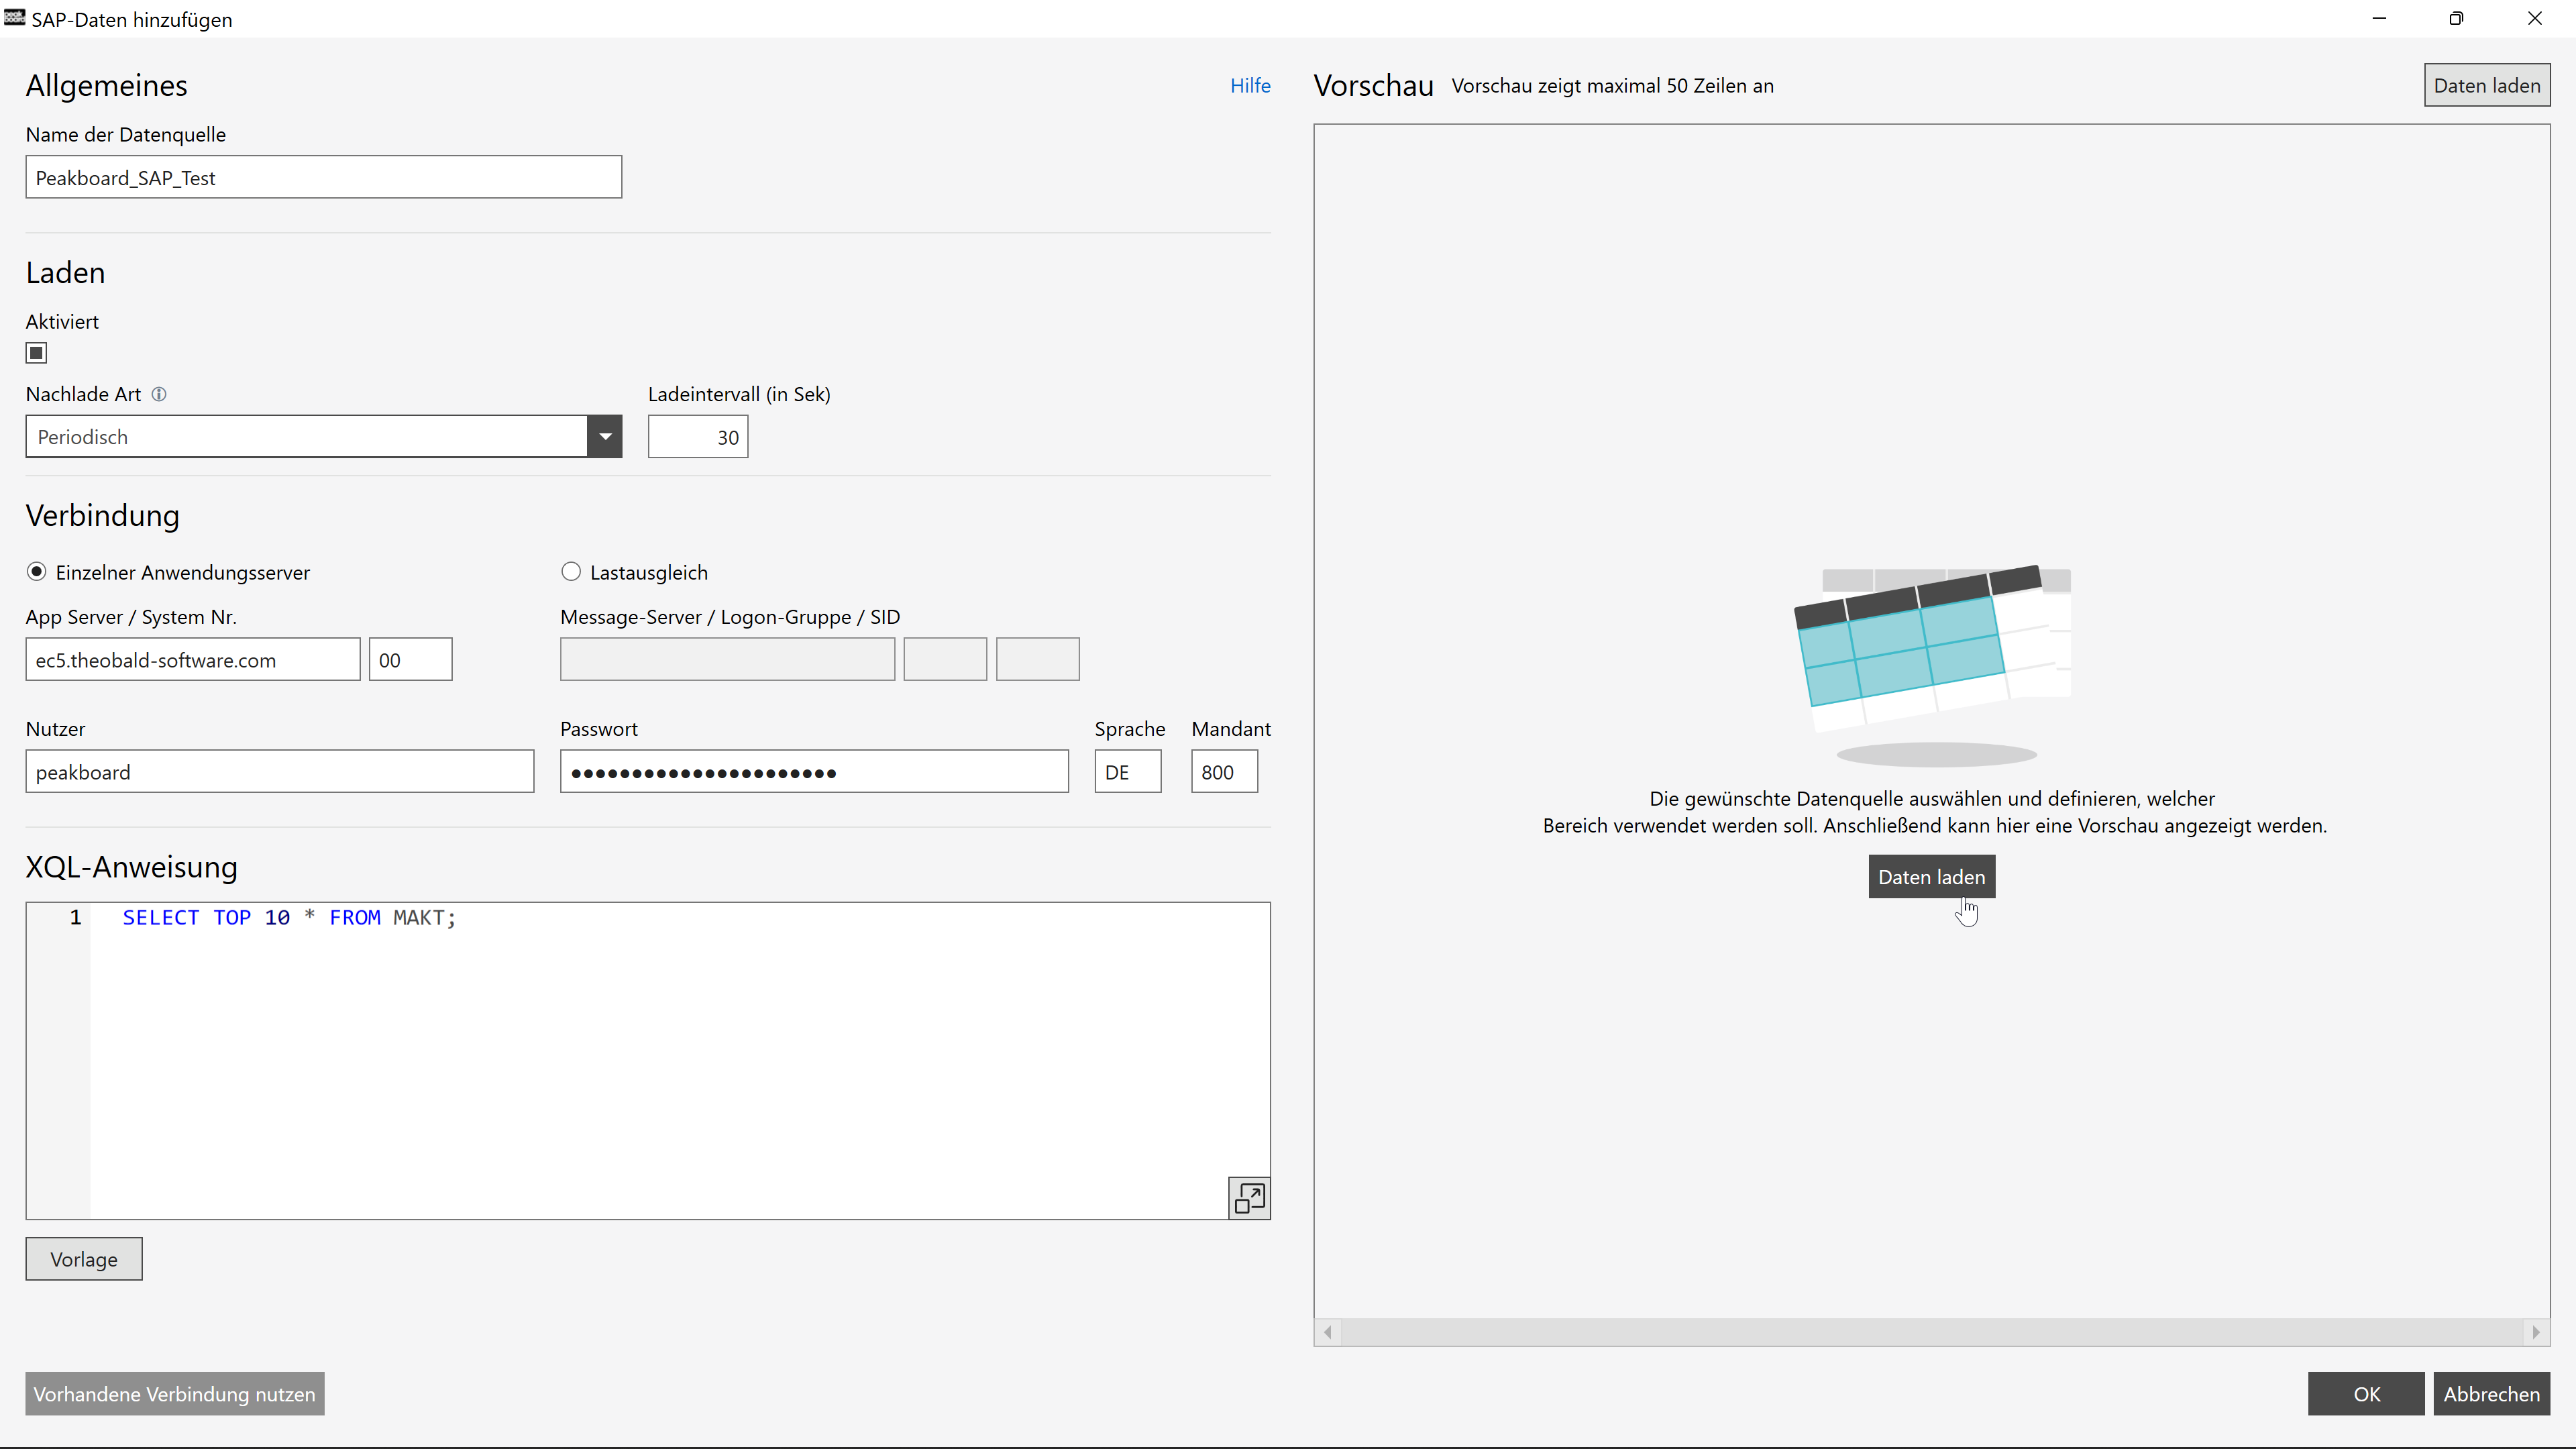 SAP-Daten hinzufügen
Allgemeines
Hilfe
Name der Datenquelle
Peakboard_SAP_Test
Laden
Aktiviert
Nachlade Art
Ladeintervall (in Sek)
Periodisch
30
Verbindung
Einzelner Anwendungsserver
Lastausgleich
App Server / System Nr.
Message-Server / Logon-Gruppe / SID
ec5.theobald-software.com
00
Nutzer
Passwort
Sprache
Mandant
peakboard
●●●●●●●●●●●●●●●●●●●●●●
DE
800
XQL-Anweisung
1 SELECT TOP 10 * FROM MAKT;
Vorlage
Vorhandene Verbindung nutzen
Vorschau Vorschau zeigt maximal 50 Zeilen an
Daten laden
Die gewünschte Datenquelle auswählen und definieren, welcher
Bereich verwendet werden soll. Anschließend kann hier eine Vorschau angezeigt werden.
Daten laden
OK
Abbrechen